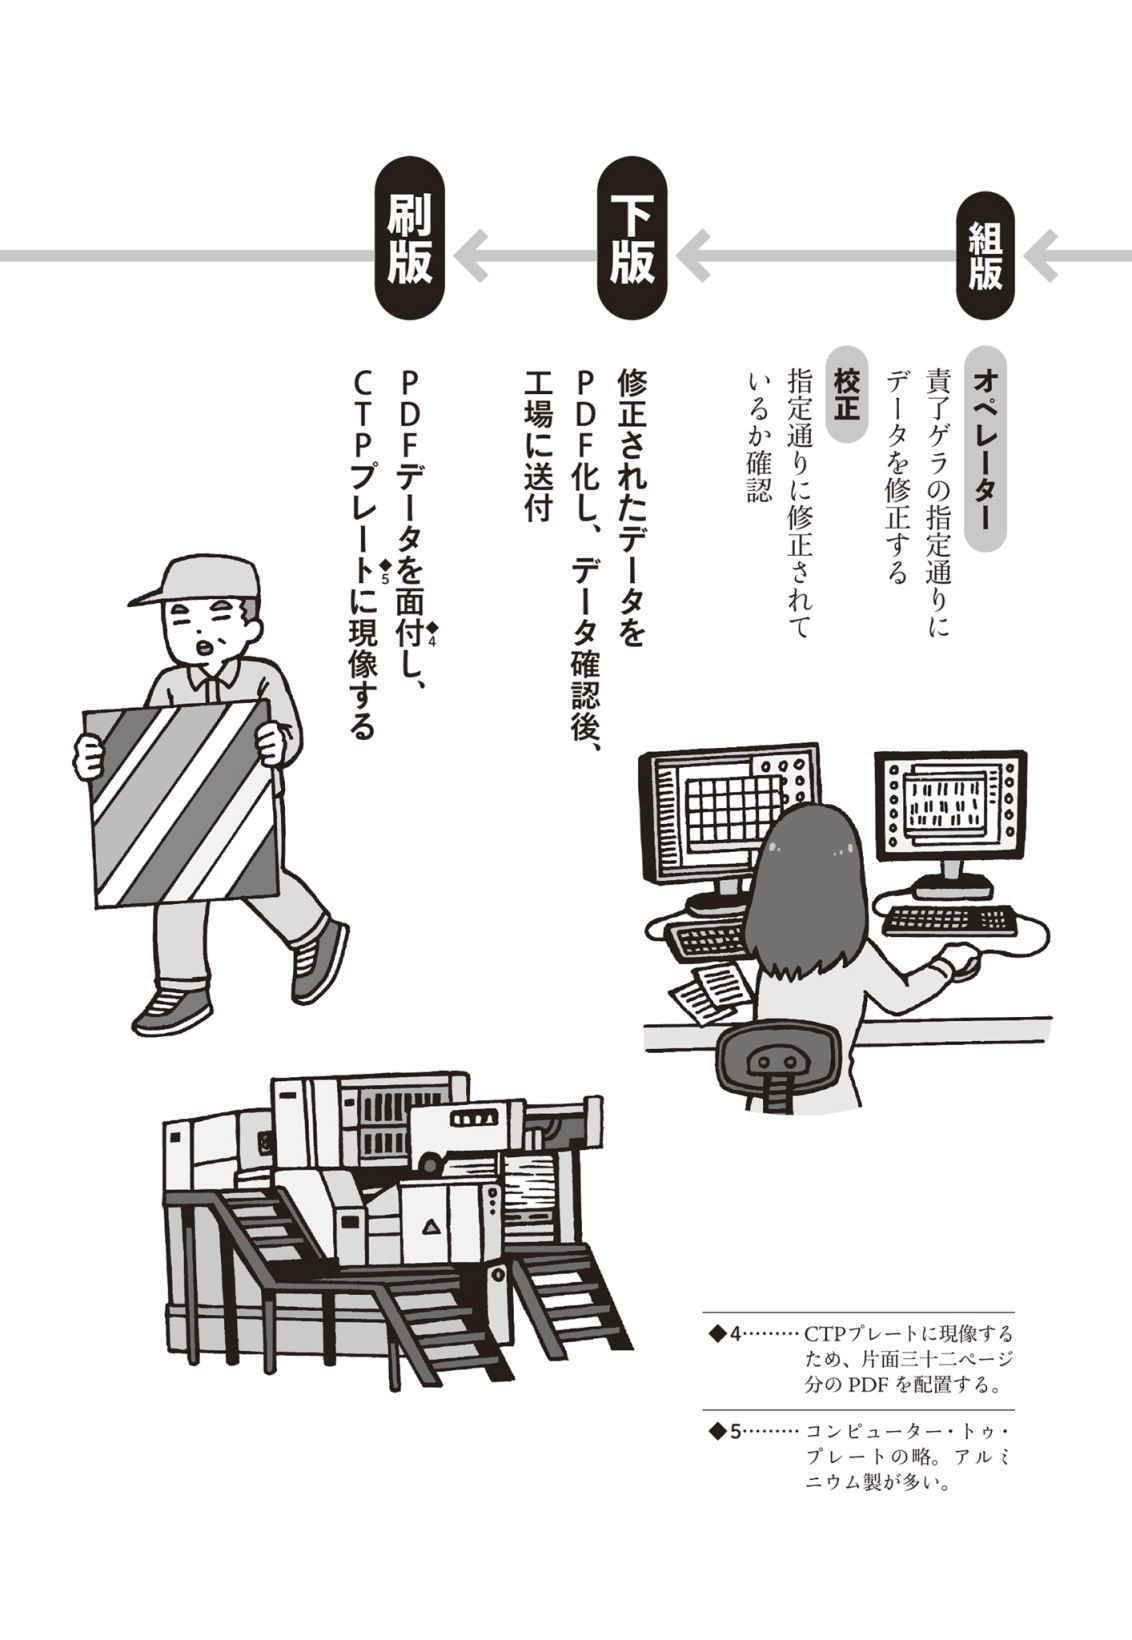 組版
オペレーター
責了ゲラの指定通りに
データを修正する
校正
指定通りに修正されて
いるか確認
下版
修正されたデータを
PDF化し、データ確認後、
工場に送付
刷版
PDFデータを面付し、◆4
CTPプレートに現像する◆5
◆4………CTPプレートに現像する
ため、片面三十二ページ
分のPDFを配置する。
◆5………コンピューター・トゥ・
プレートの略。アルミ
ニウム製が多い。